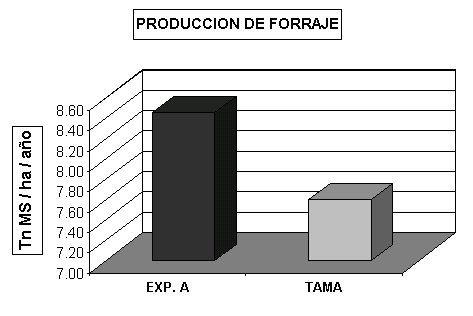 PRODUCCION DE FORRAJE
Tn MS / ha / año
8.60
8.40
8.20
8.00
7.80
7.60
7.40
7.20
7.00
EXP. A
TAMA